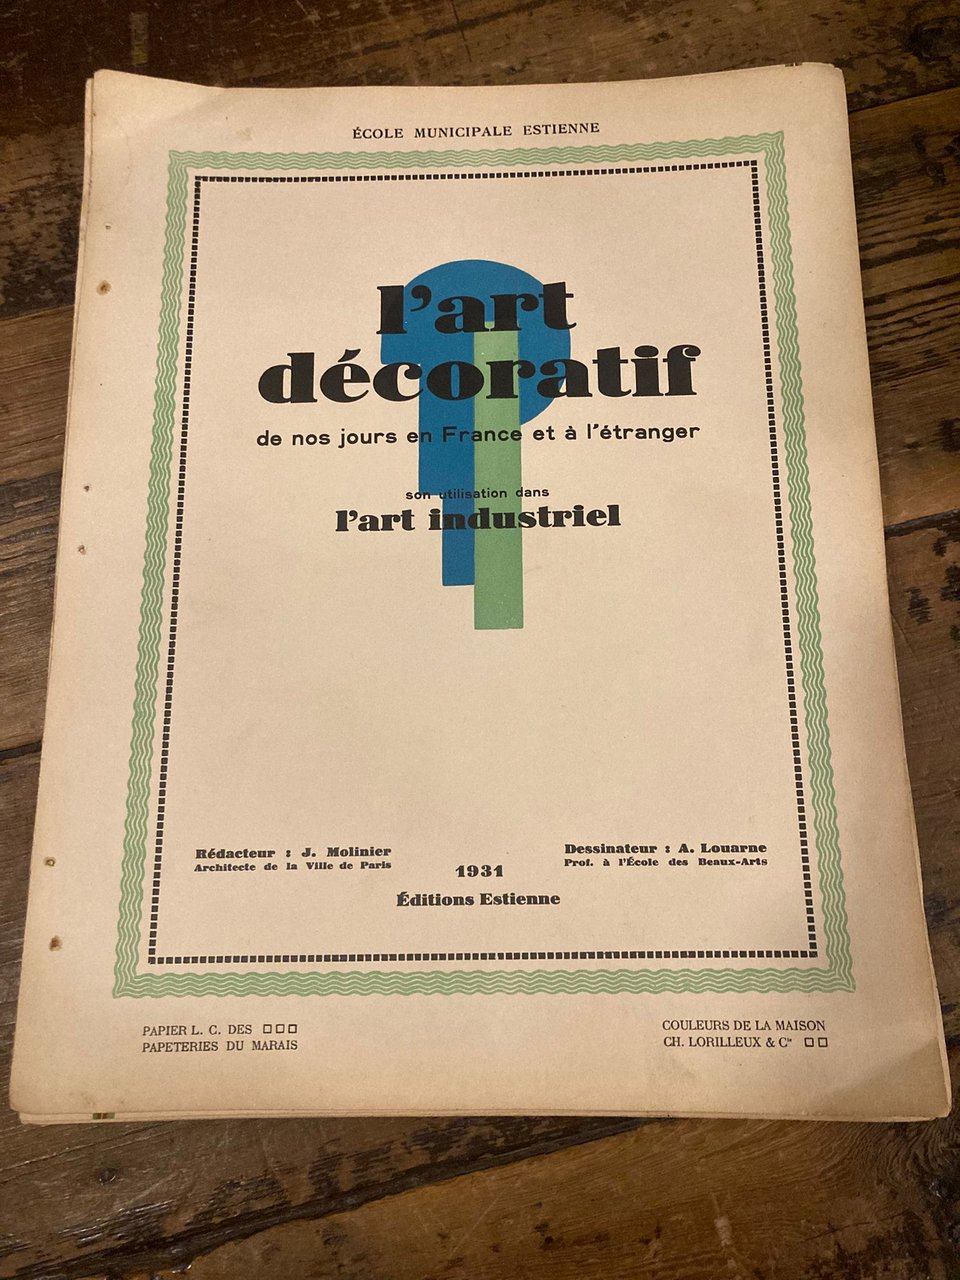 ÉCOLE MUNICIPALE ESTIENNE
l'art
décoratif
de nos jours en France et à l'étranger
son utilisation dans
l'art industriel
Rédacteur : J. Molinier
Architecte de la Ville de Paris
Dessinateur : A. Louarne
Prof. à l'École des Beaux-Arts
1931
Éditions Estienne
PAPIER L. C. DES
PAPETERIES DU MARAIS
COULEURS DE LA MAISON
CH. LORILLEUX & Cie